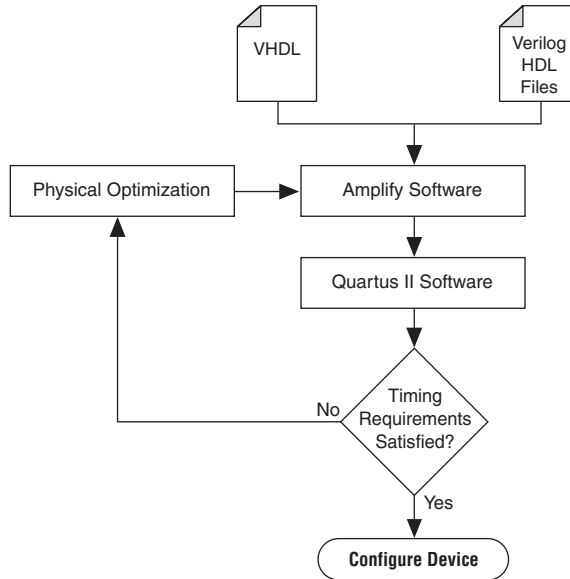 VHDL
Verilog
HDL
Files
Physical Optimization
Amplify Software
Quartus II Software
Timing
Requirements
Satisfied?
No
Yes
Configure Device